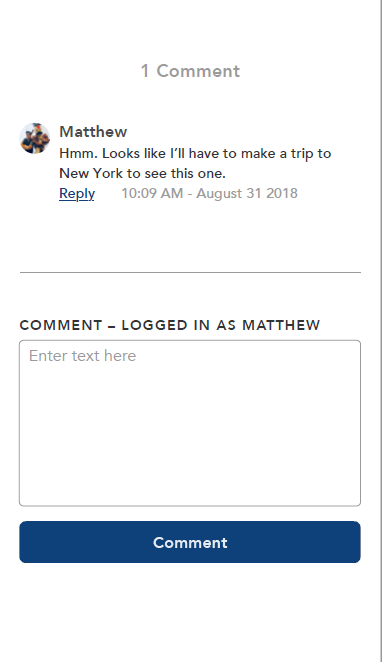 1 Comment
Matthew
Hmm. Looks like I’ll have to make a trip to
New York to see this one.
Reply 10:09 AM - August 31 2018
COMMENT – LOGGED IN AS MATTHEW
Enter text here
Comment